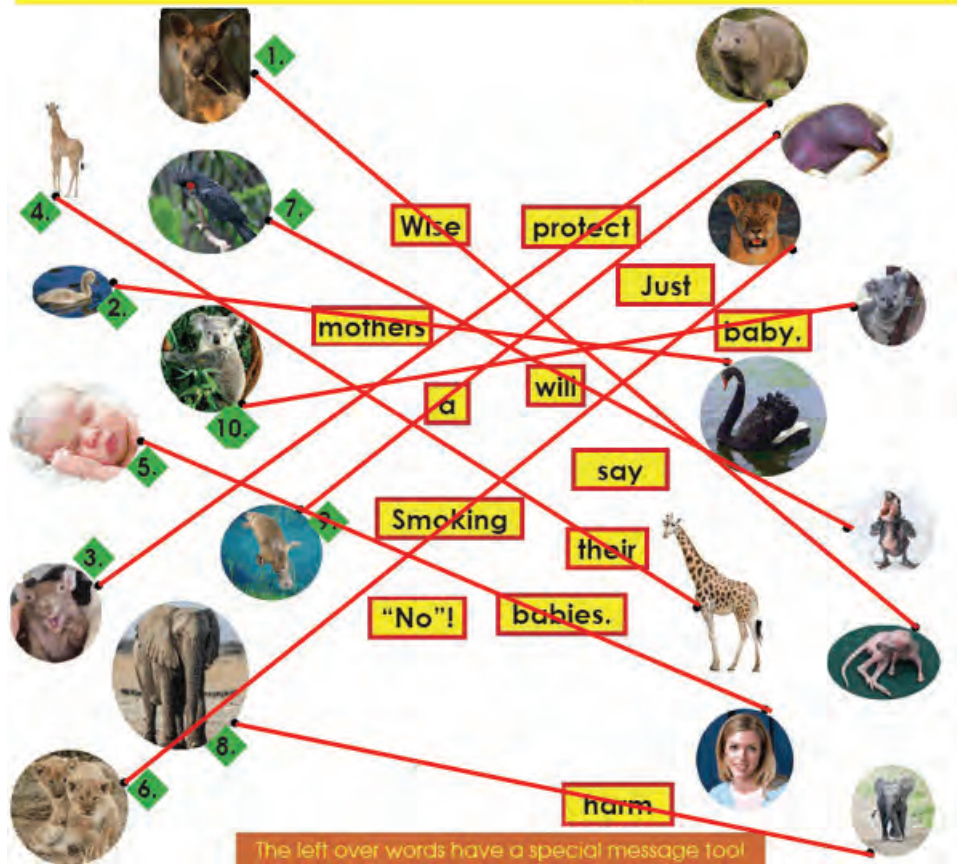 1.
4.
7.
Wise protect
Just
2.
mothers baby.
will
a
10.
5.
say
9. Smoking
3.
their
"No"! babies.
8.
6.
harm
The left over words have a special message too!